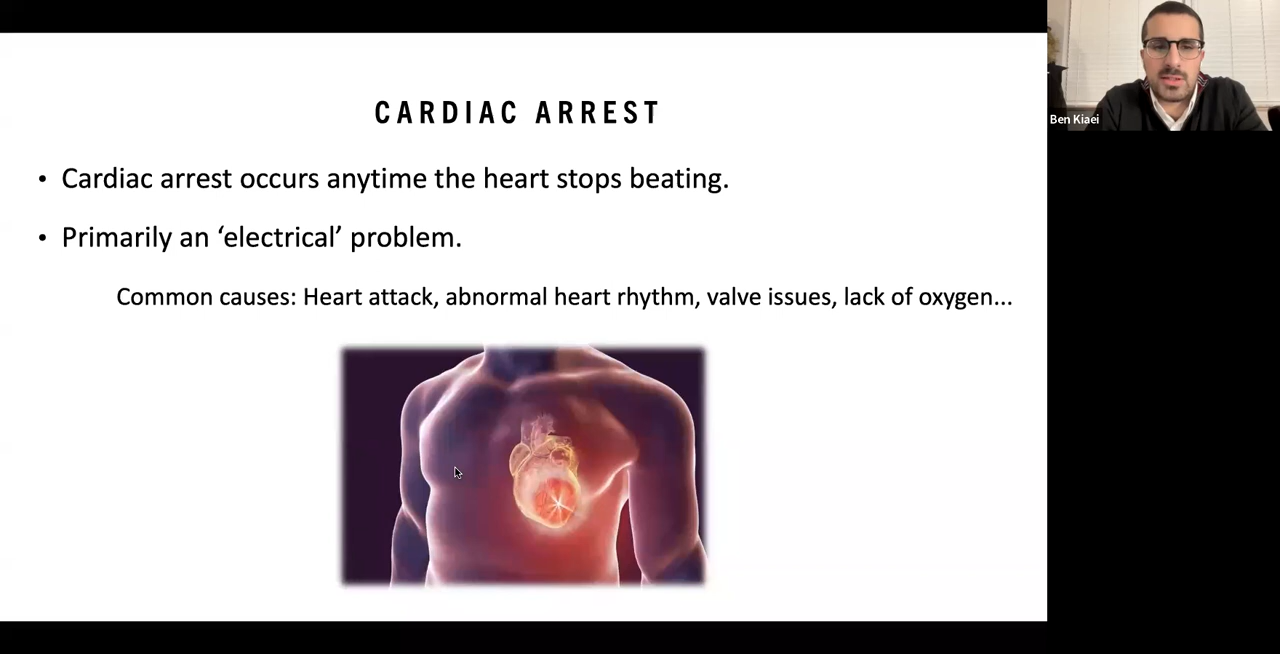 CARDIAC ARREST
• Cardiac arrest occurs anytime the heart stops beating.
• Primarily an ‘electrical’ problem.
Common causes: Heart attack, abnormal heart rhythm, valve issues, lack of oxygen...
Ben Kiaei